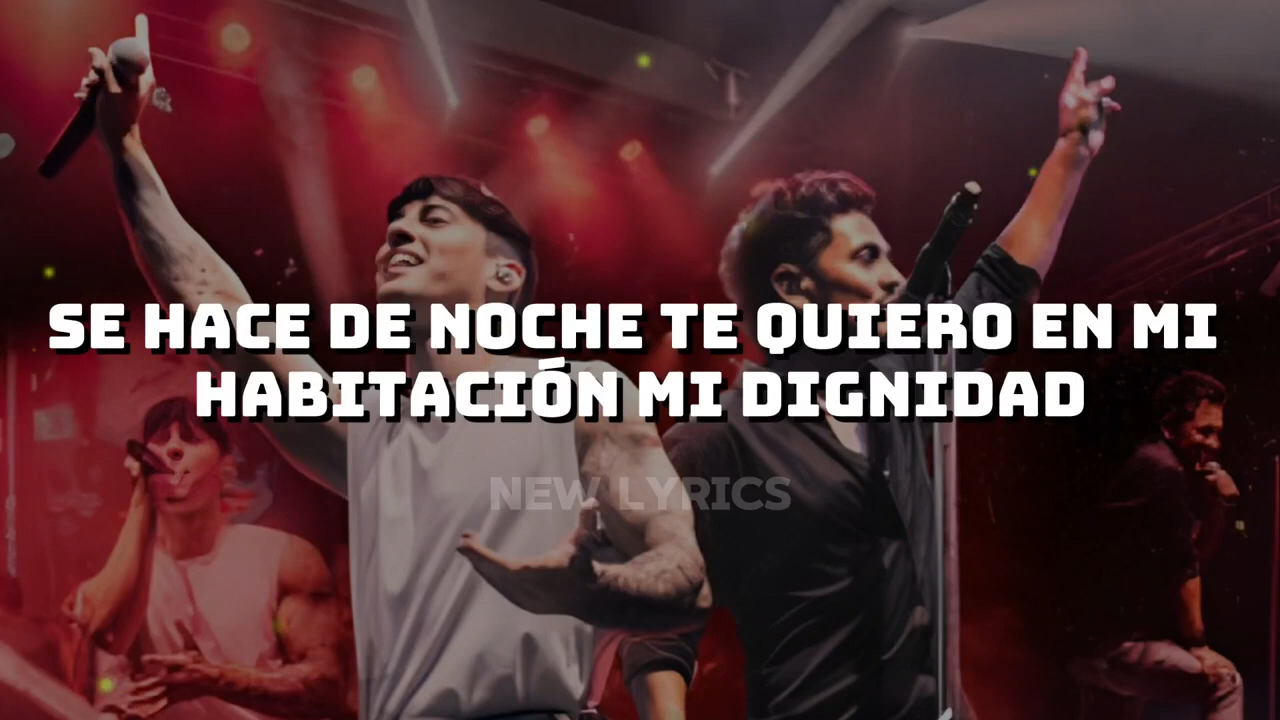 SE HACE DE NOCHE TE QUIERO EN MI
HABITACIÓN MI DIGNIDAD
NEW LYRICS